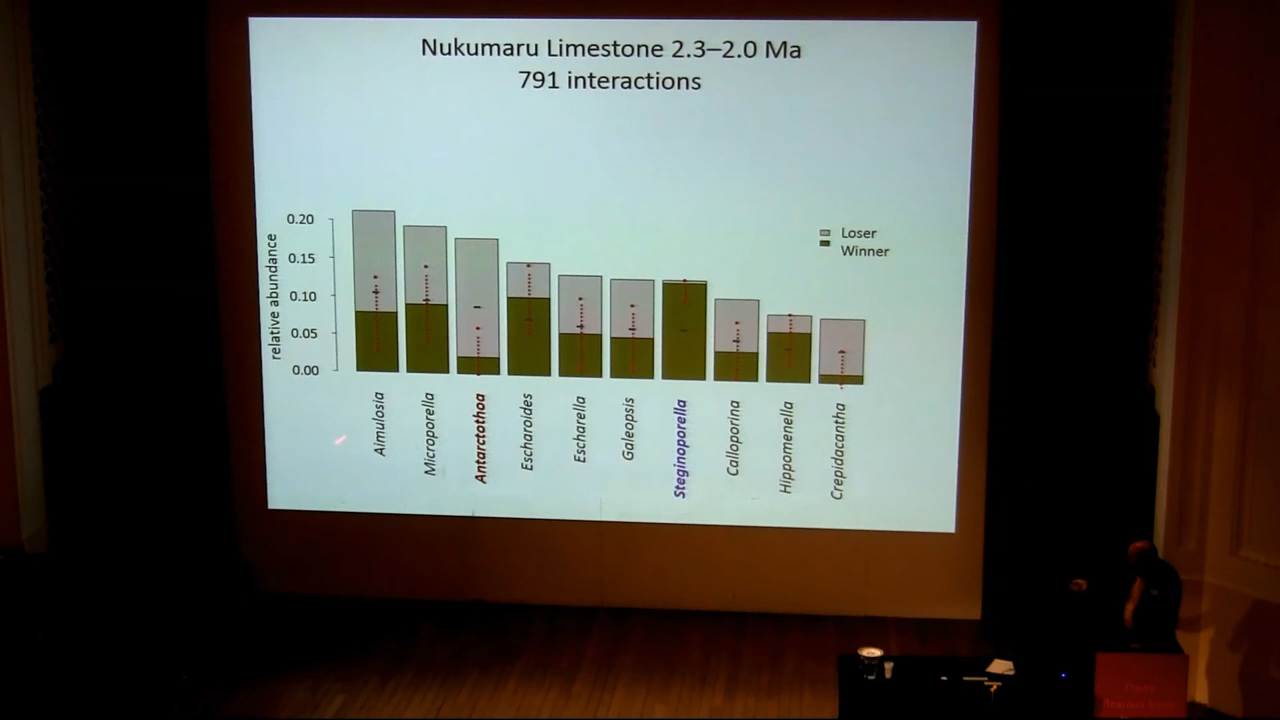 Nukumaru Limestone 2.3–2.0 Ma
791 interactions
relative abundance
0.20
0.15
0.10
0.05
0.00
Loser
Winner
Aimulosia
Microporella
Antarctothoa
Escharoides
Escharella
Galeopsis
Steginoporella
Calloporina
Hippomenella
Crepidacantha